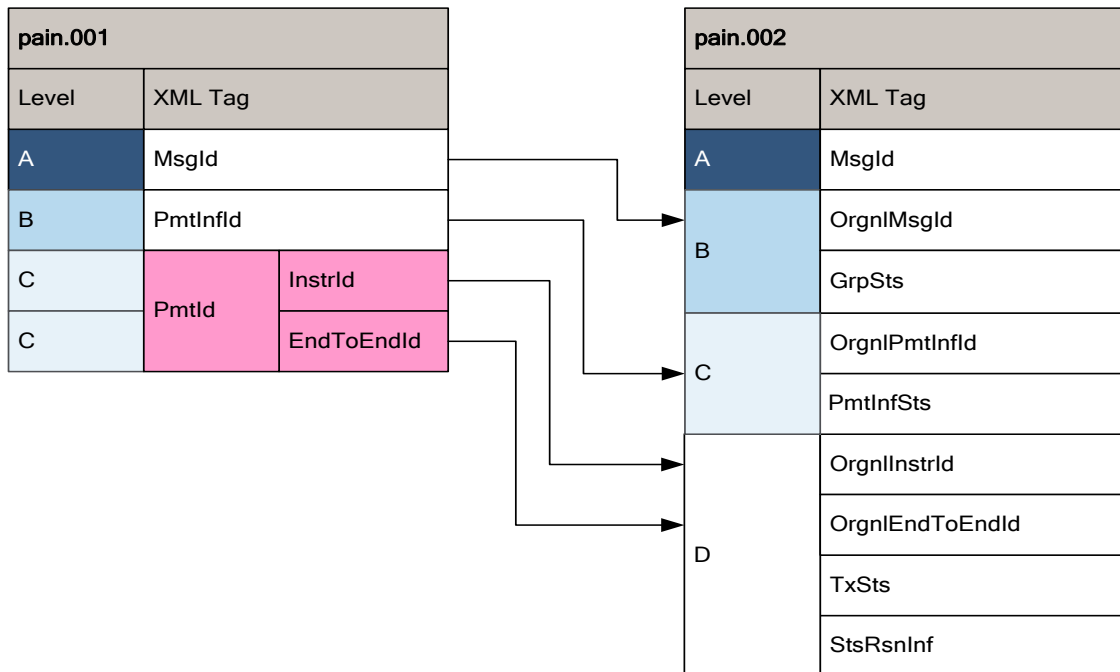 pain.001
Level XML Tag
A MsgId
B PmtInfId
C PmtId InstrId
C EndToEndId
pain.002
Level XML Tag
A MsgId
B OrgnlMsgId
GrpSts
C OrgnlPmtInfId
PmtInfSts
D OrgnlInstrId
OrgnlEndToEndId
TxSts
StsRsnInf